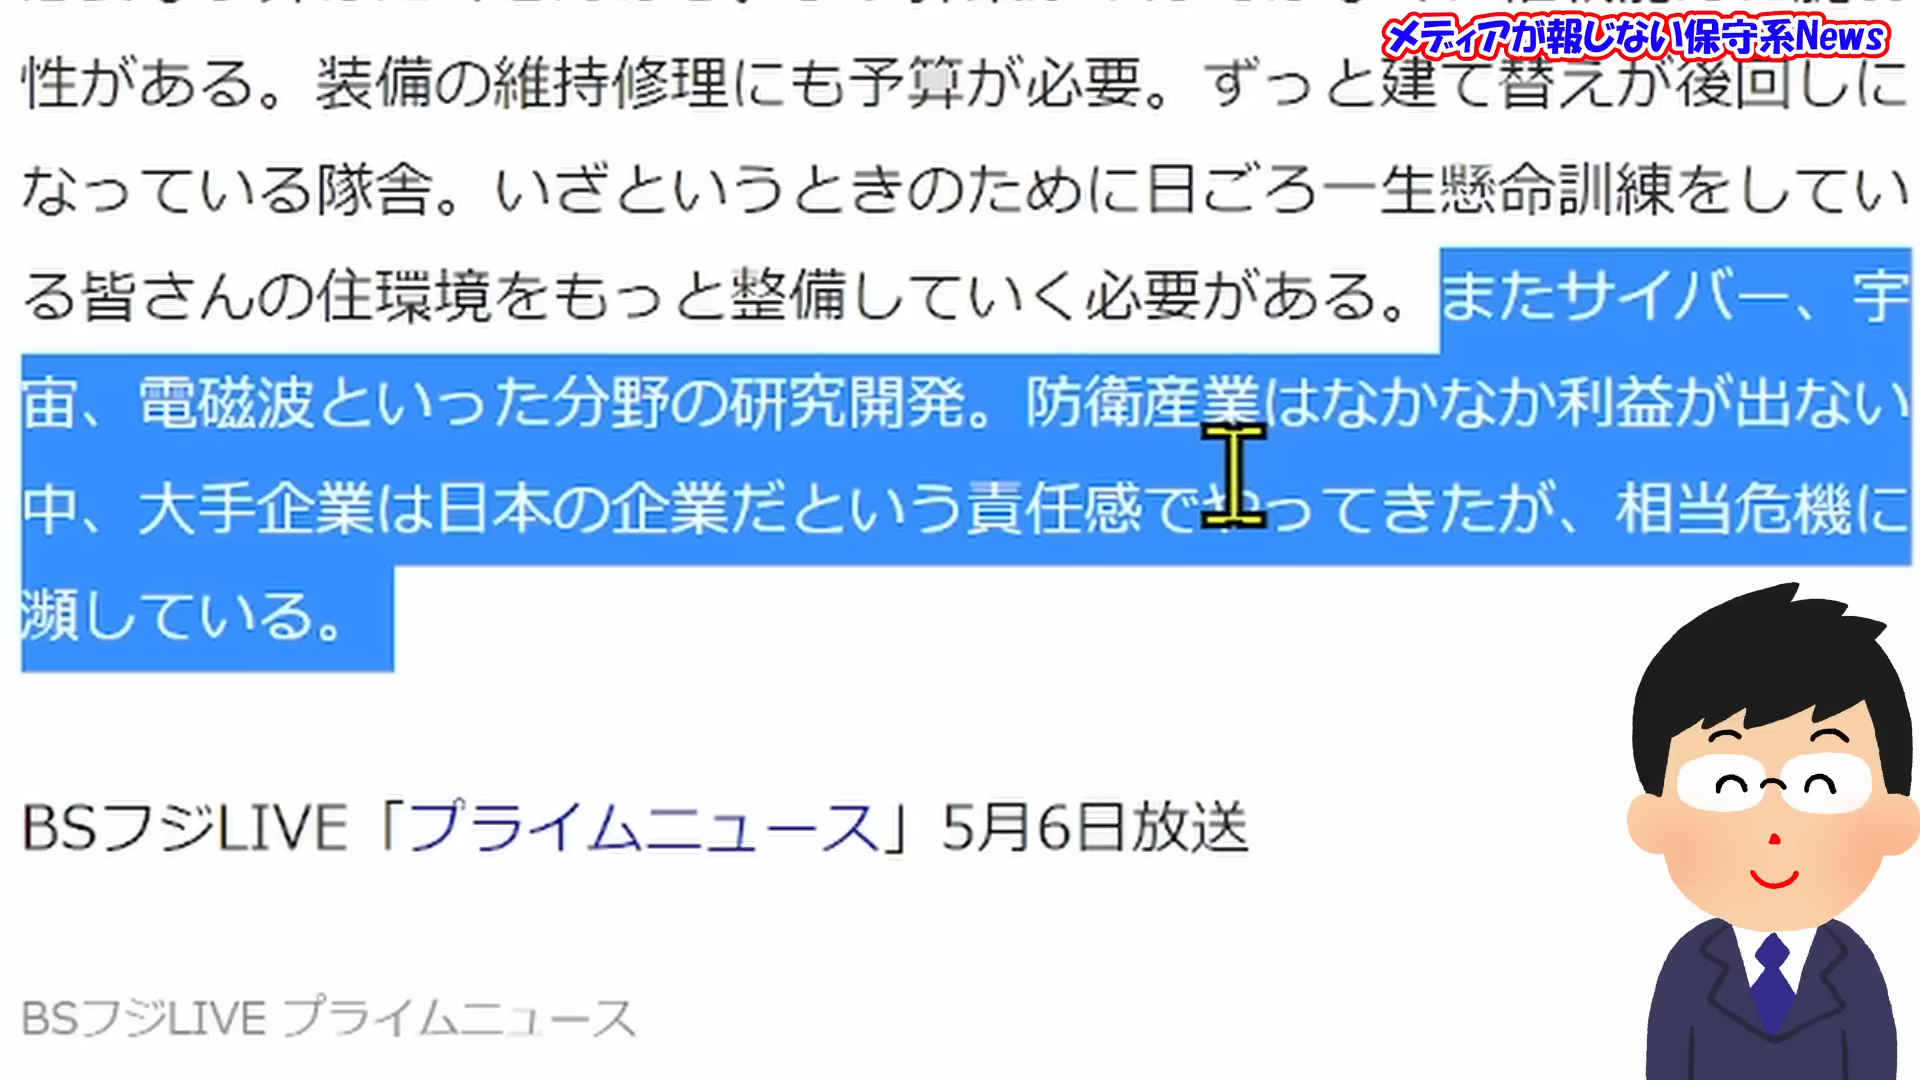 メディアが報じない保守系News
性がある。装備の維持修理にも予算が必要。ずっと建て替えが後回しに
なっている隊舎。いざというときのために日ごろ一生懸命訓練をしてい
る皆さんの住環境をもっと整備していく必要がある。またサイバー、宇
宙、電磁波といった分野の研究開発。防衛産業はなかなか利益が出ない
中、大手企業は日本の企業だという責任感でやってきたが、相当危機に
瀕している。
BSフジLIVE「プライムニュース」5月6日放送
BSフジLIVE プライムニュース